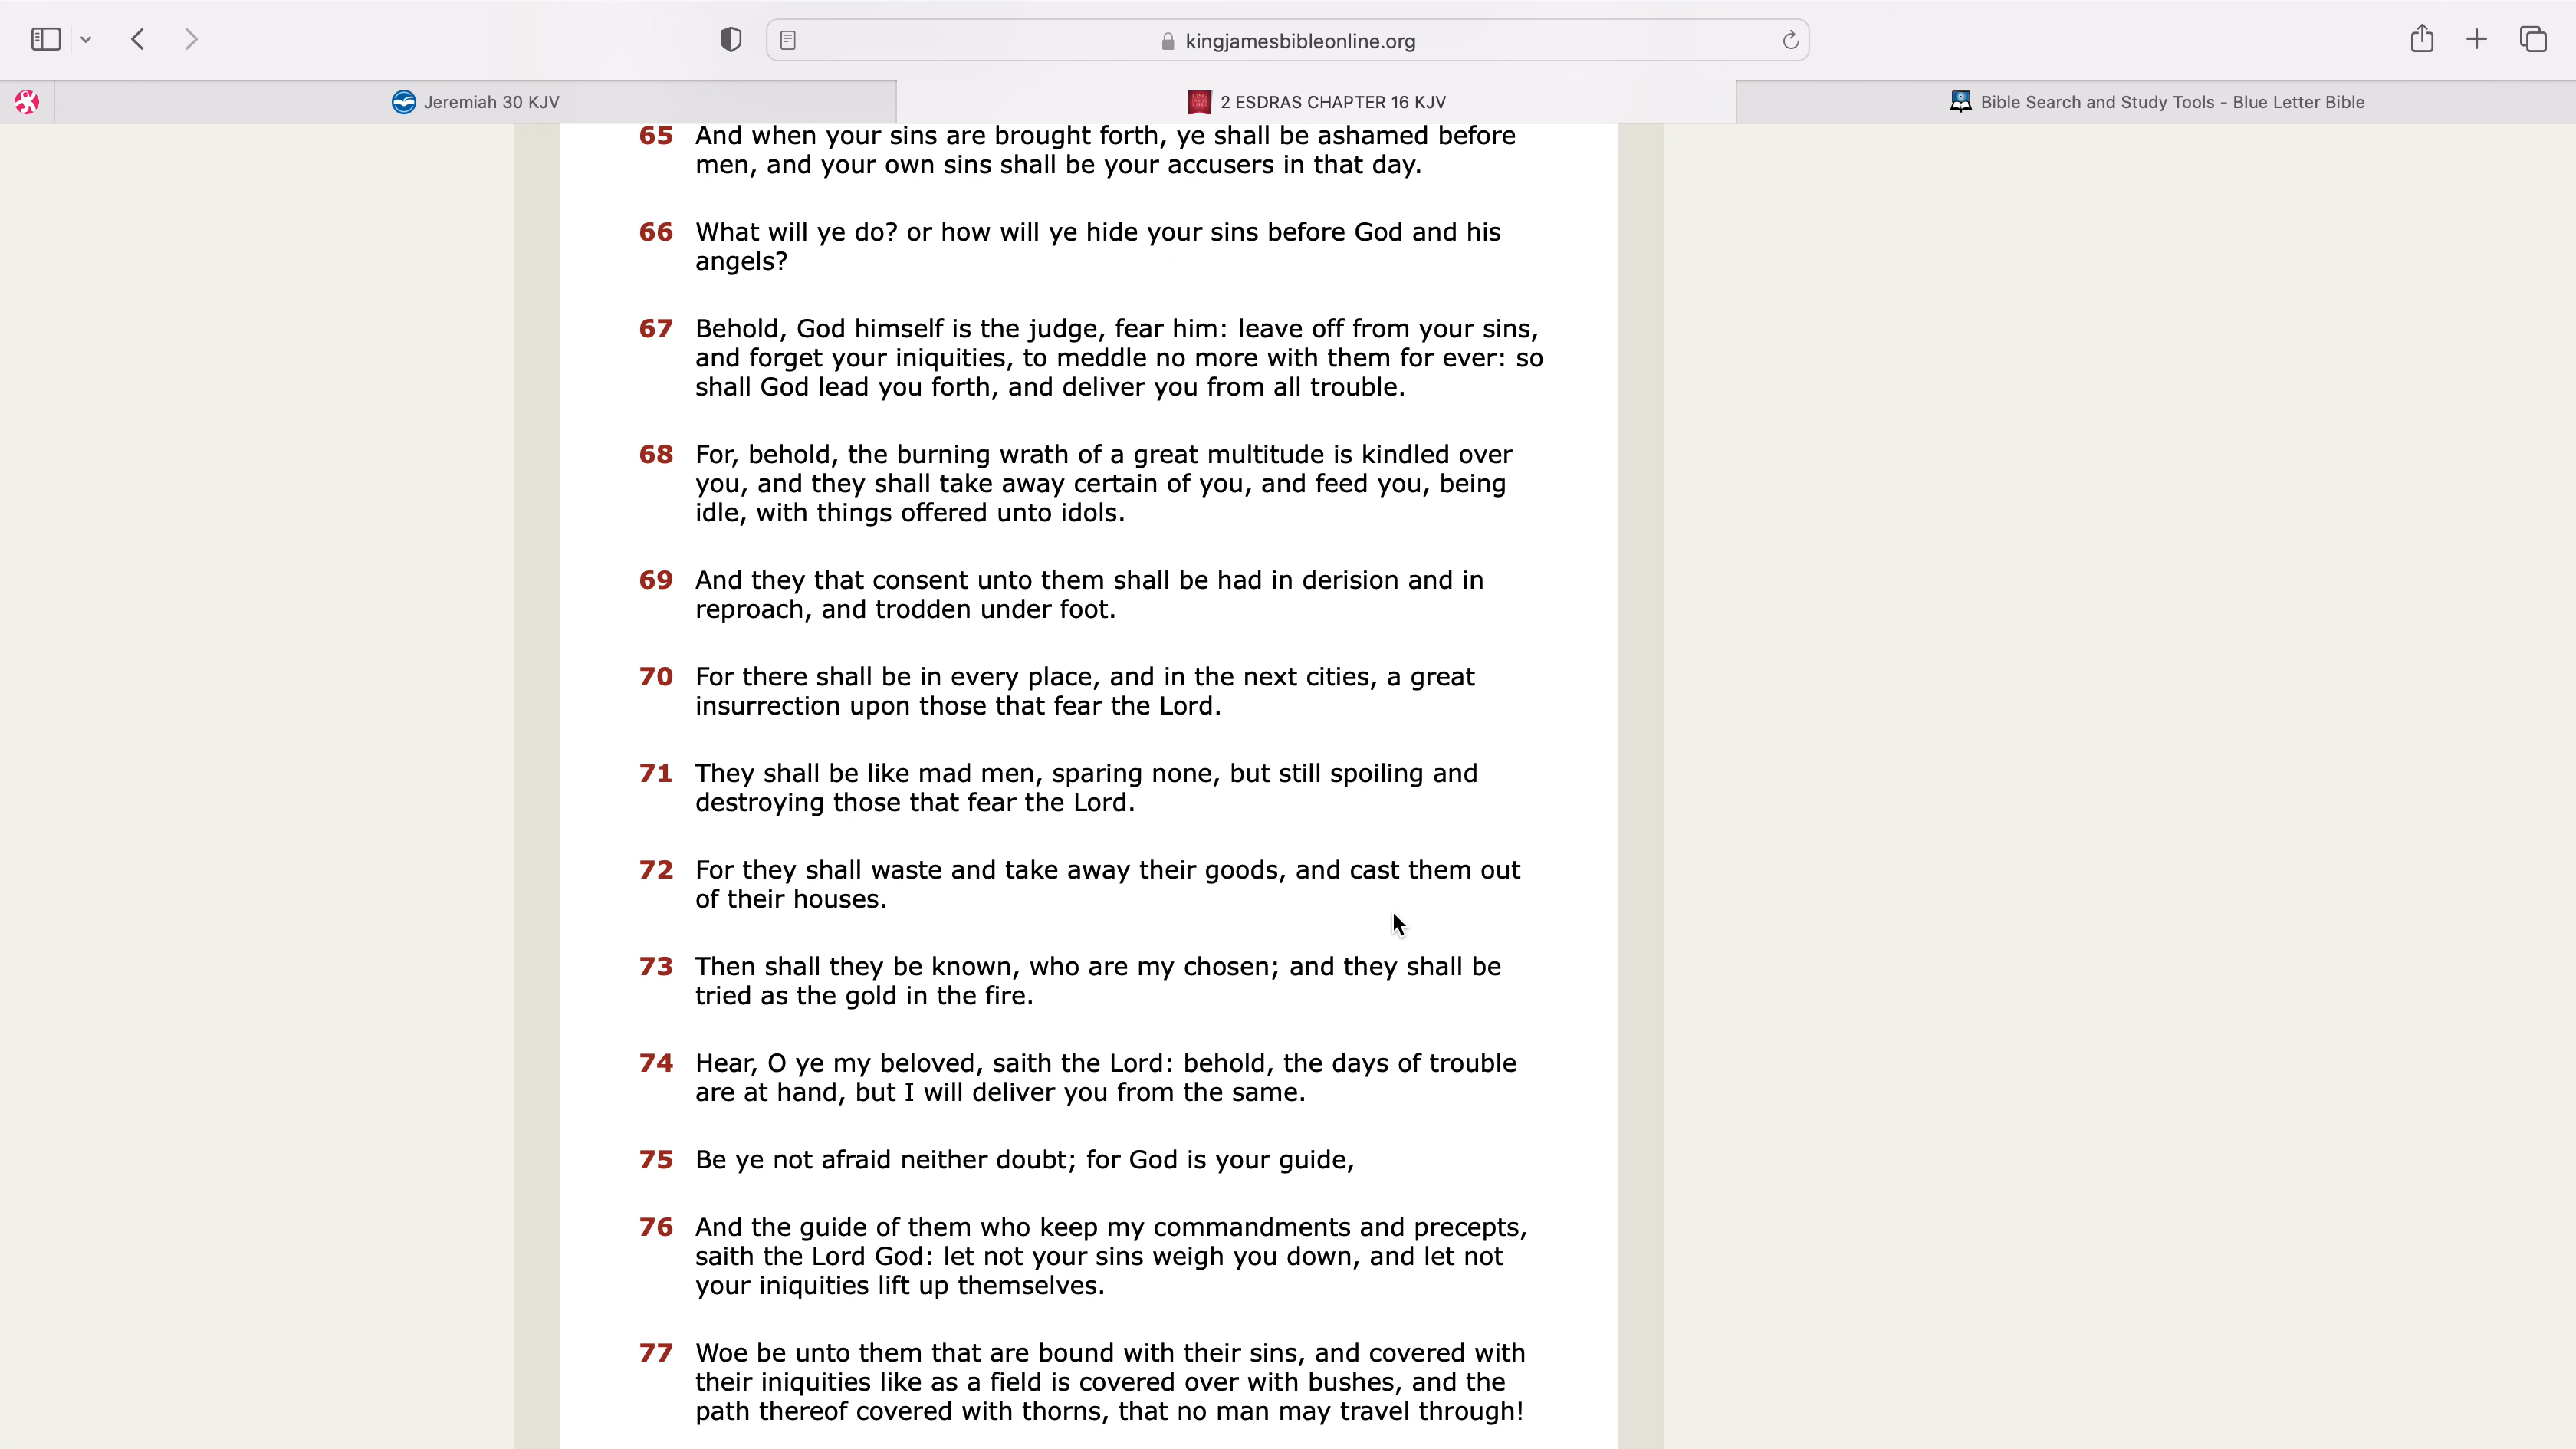 kingjamesbibleonline.org
Jeremiah 30 KJV
2 ESDRAS CHAPTER 16 KJV
Bible Search and Study Tools - Blue Letter Bible
65 And when your sins are brought forth, ye shall be ashamed before
men, and your own sins shall be your accusers in that day.
66 What will ye do? or how will ye hide your sins before God and his
angels?
67 Behold, God himself is the judge, fear him: leave off from your sins,
and forget your iniquities, to meddle no more with them for ever: so
shall God lead you forth, and deliver you from all trouble.
68 For, behold, the burning wrath of a great multitude is kindled over
you, and they shall take away certain of you, and feed you, being
idle, with things offered unto idols.
69 And they that consent unto them shall be had in derision and in
reproach, and trodden under foot.
70 For there shall be in every place, and in the next cities, a great
insurrection upon those that fear the Lord.
71 They shall be like mad men, sparing none, but still spoiling and
destroying those that fear the Lord.
72 For they shall waste and take away their goods, and cast them out
of their houses.
73 Then shall they be known, who are my chosen; and they shall be
tried as the gold in the fire.
74 Hear, O ye my beloved, saith the Lord: behold, the days of trouble
are at hand, but I will deliver you from the same.
75 Be ye not afraid neither doubt; for God is your guide,
76 And the guide of them who keep my commandments and precepts,
saith the Lord God: let not your sins weigh you down, and let not
your iniquities lift up themselves.
77 Woe be unto them that are bound with their sins, and covered with
their iniquities like as a field is covered over with bushes, and the
path thereof covered with thorns, that no man may travel through!